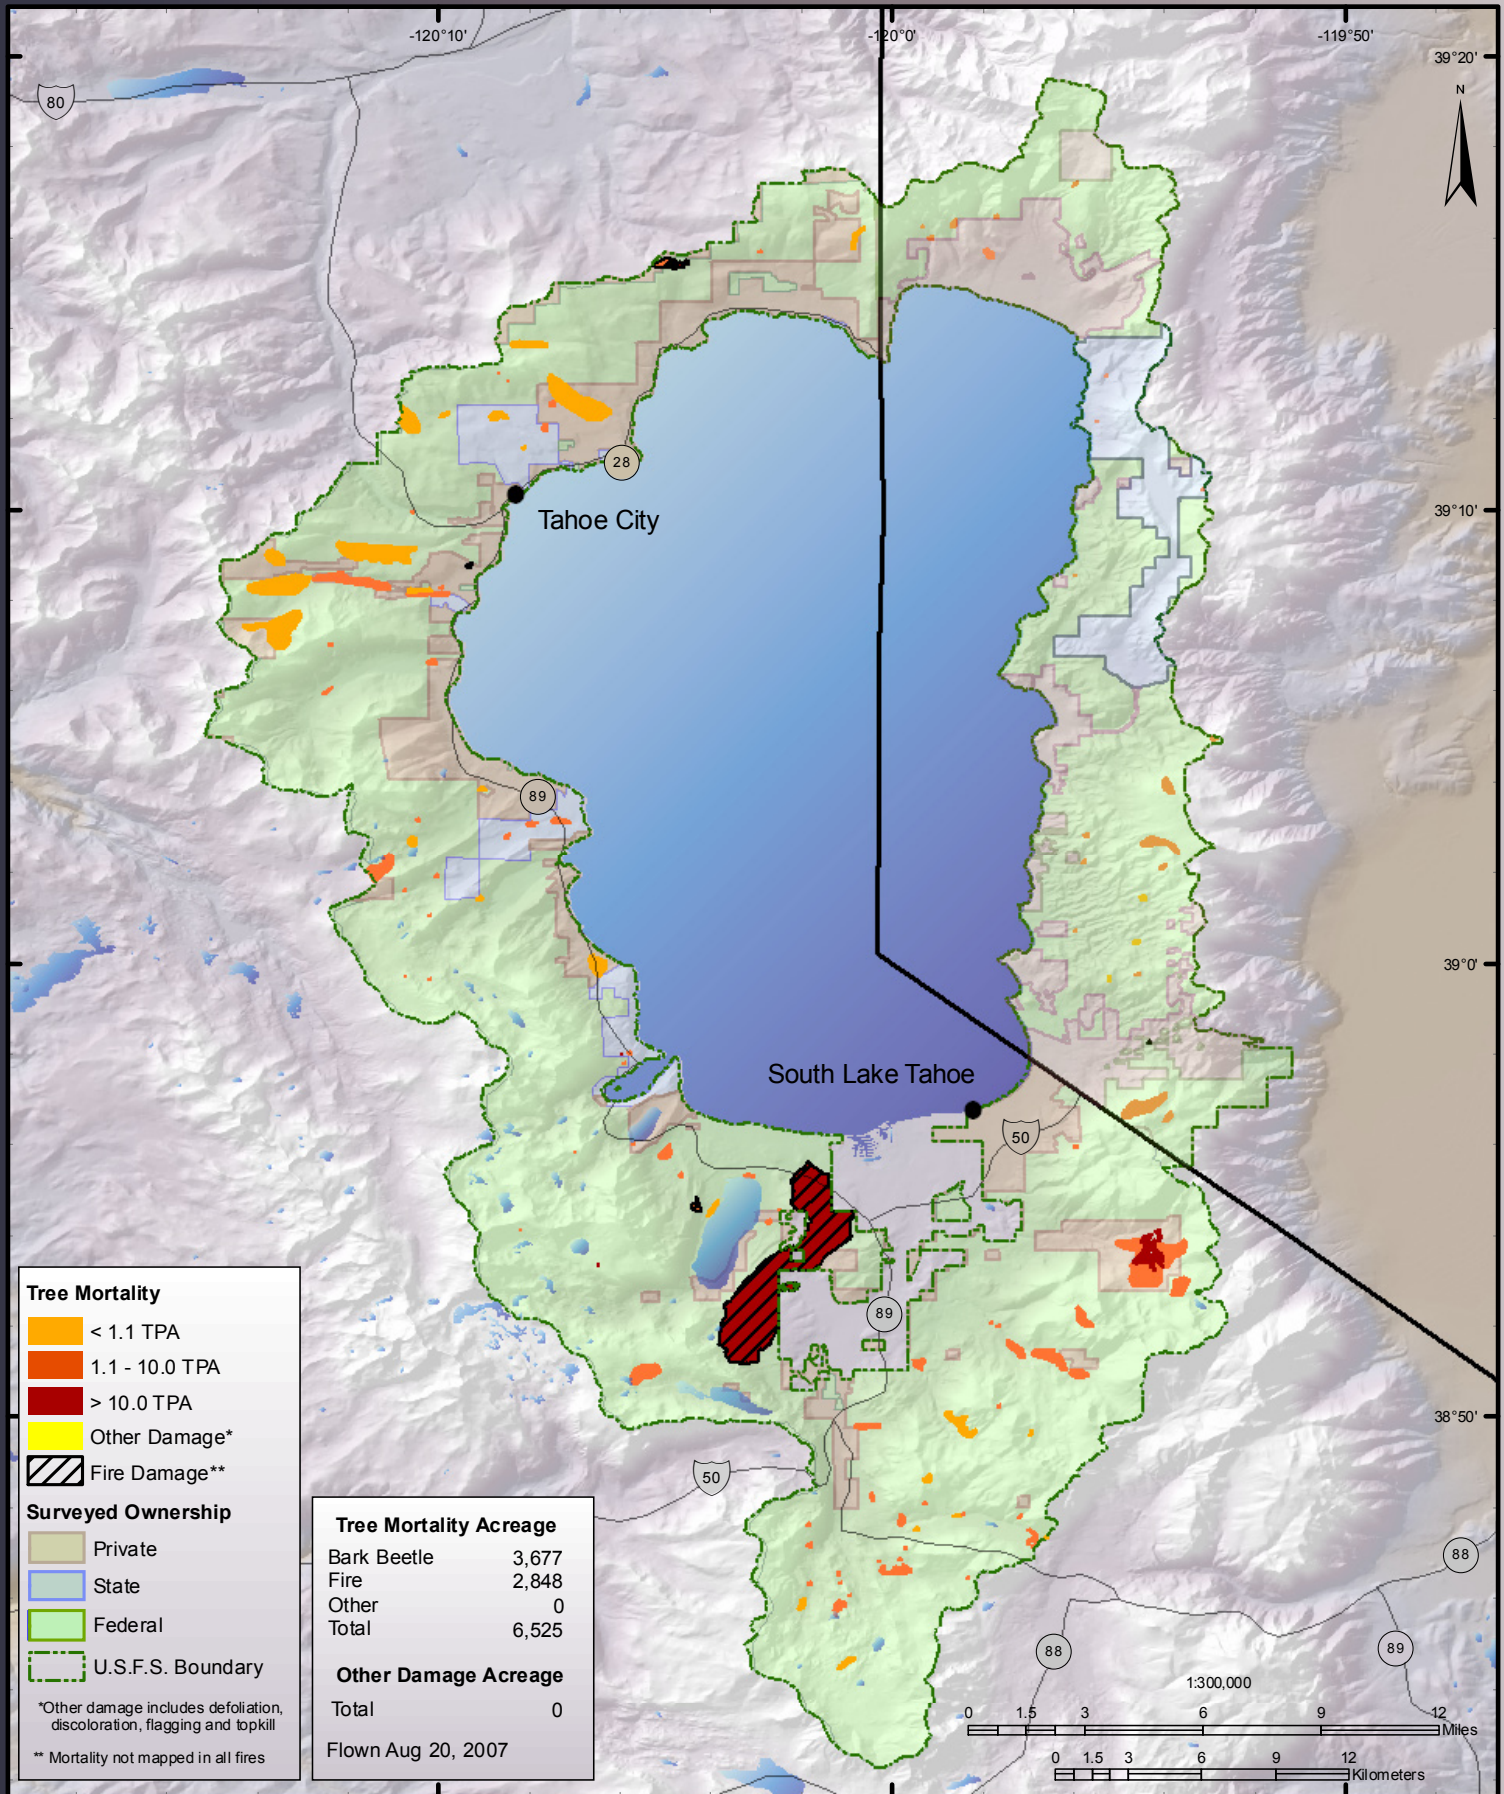 -120°10'
-120°0'
-119°50'
39°20'
80
N
28
Tahoe City
39°10'
89
39°0'
South Lake Tahoe
50
89
38°50'
50
88
88
89
Tree Mortality
< 1.1 TPA
1.1 - 10.0 TPA
> 10.0 TPA
Other Damage*
Fire Damage**
Surveyed Ownership
Private
State
Federal
U.S.F.S. Boundary
*Other damage includes defoliation,
discoloration, flagging and topkill
** Mortality not mapped in all fires
Tree Mortality Acreage
Bark Beetle 3,677
Fire 2,848
Other 0
Total 6,525
Other Damage Acreage
Total 0
Flown Aug 20, 2007
1:300,000
0 1.5 3 6 9 12
Miles
0 1.5 3 6 9 12
Kilometers